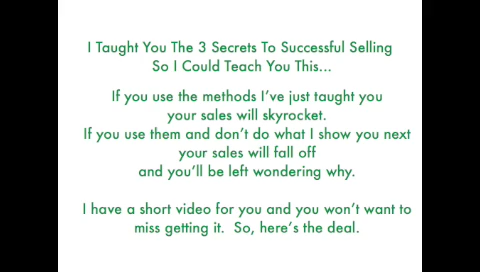 I Taught You The 3 Secrets To Successful Selling
So I Could Teach You This...
If you use the methods I've just taught you
your sales will skyrocket.
If you use them and don't do what I show you next
your sales will fall off
and you'll be left wondering why.
I have a short video for you and you won't want to
miss getting it.  So, here's the deal.